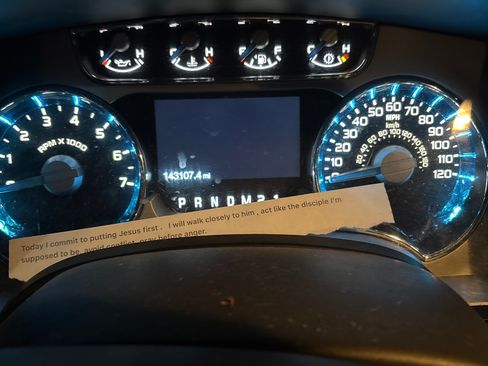 H H F H
C C E C
1 2 3 4 5 6 7
RPM X 1000
10 20 30 40 50 60 70 80 90 100 110 120
MPH
km/h
143107.4 mi
P R N D M 2 1
Today I commit to putting Jesus first . I will walk closely to him , act like the disciple I'm
supposed to be, avoid conflict, pray before anger.